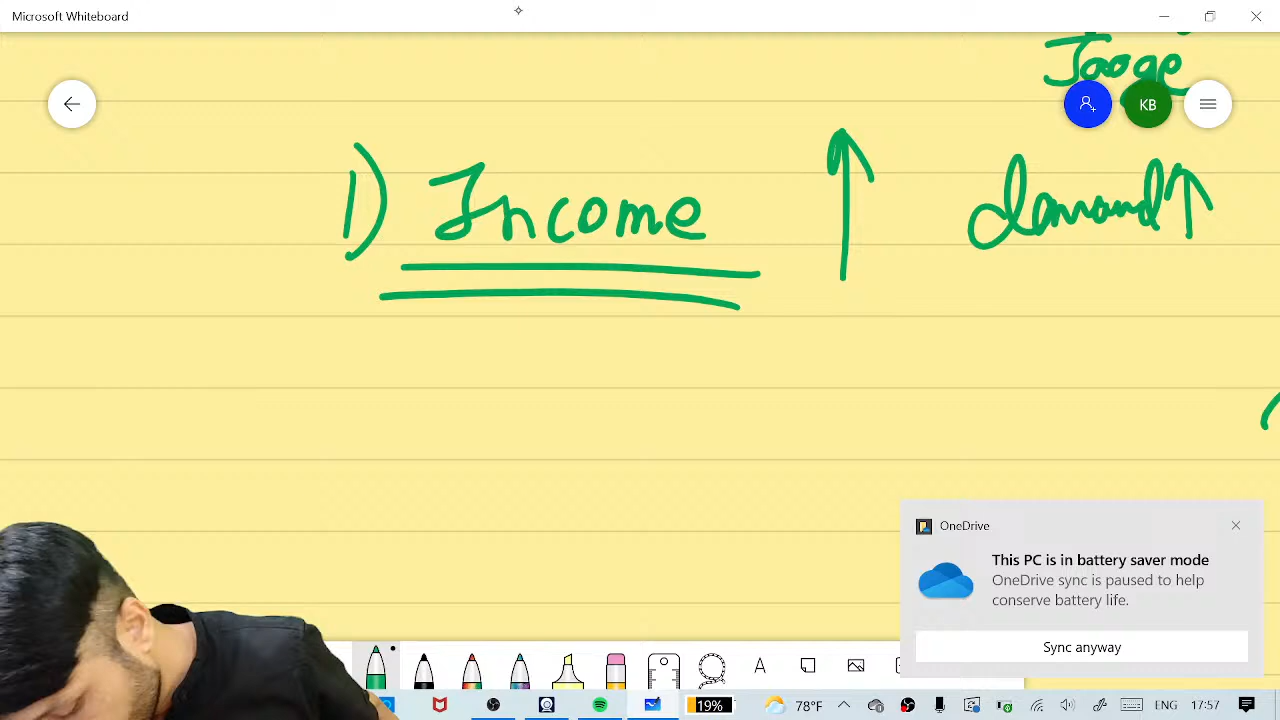 Microsoft Whiteboard
KB
1) Income ↑ demand ↑
OneDrive
This PC is in battery saver mode
OneDrive sync is paused to help
conserve battery life.
Sync anyway
A
19%
78°F
ENG
17:57